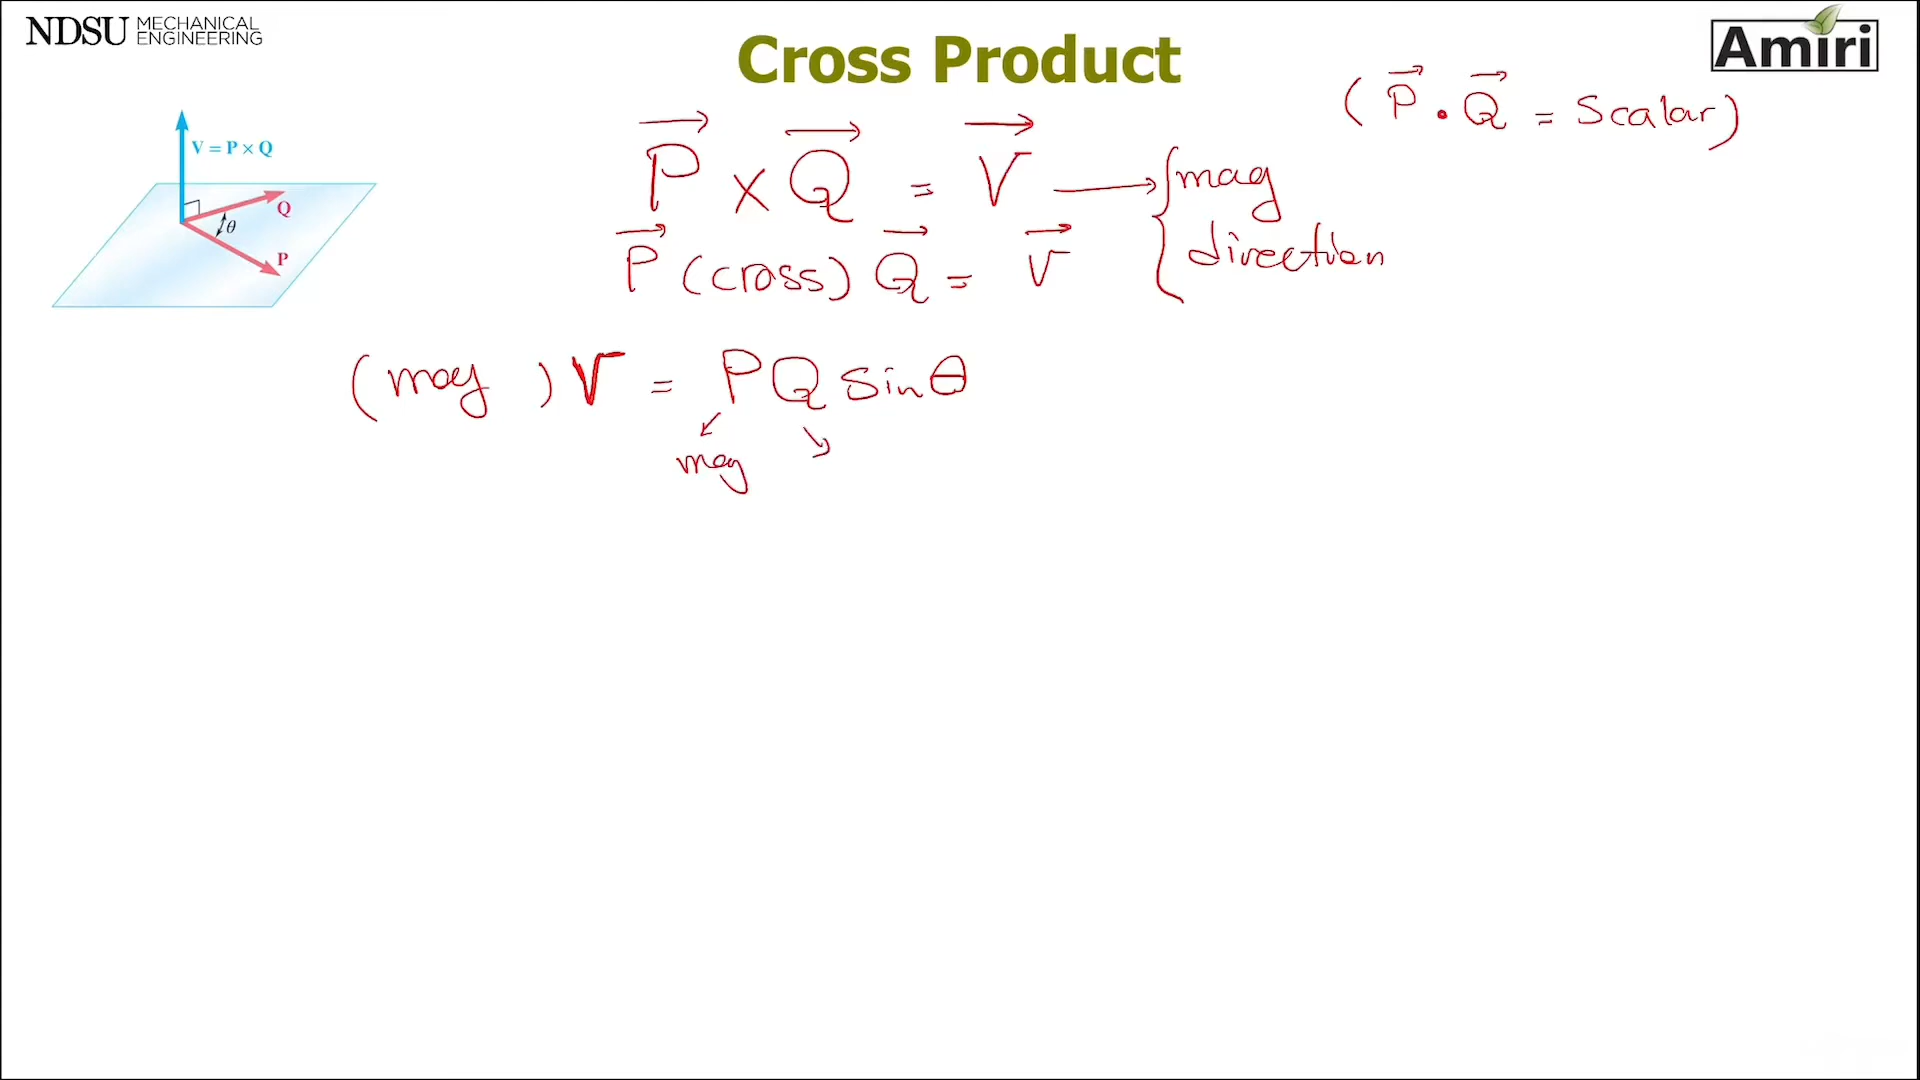 NDSU MECHANICAL ENGINEERING
Cross Product
Amiri
(P⃗ • Q⃗ = Scalar)
V = P × Q
Q
θ
P
P⃗ × Q⃗ = V⃗ → { mag
direction
P⃗ (cross) Q⃗ = V⃗
(mag ) V = PQ sinθ
mag